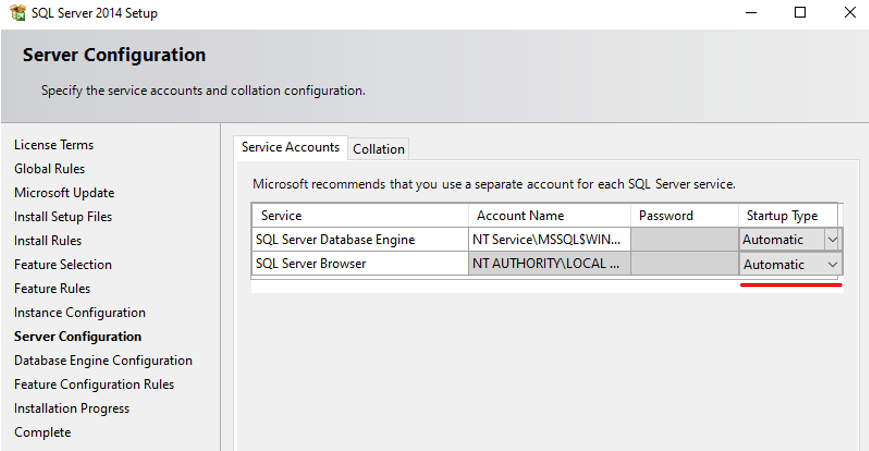 SQL Server 2014 Setup
Server Configuration
Specify the service accounts and collation configuration.
License Terms
Global Rules
Microsoft Update
Install Setup Files
Install Rules
Feature Selection
Feature Rules
Instance Configuration
Server Configuration
Database Engine Configuration
Feature Configuration Rules
Installation Progress
Complete
Service Accounts Collation
Microsoft recommends that you use a separate account for each SQL Server service.
Service Account Name Password Startup Type
SQL Server Database Engine NT Service\MSSQL$WIN... Automatic
SQL Server Browser NT AUTHORITY\LOCAL ... Automatic